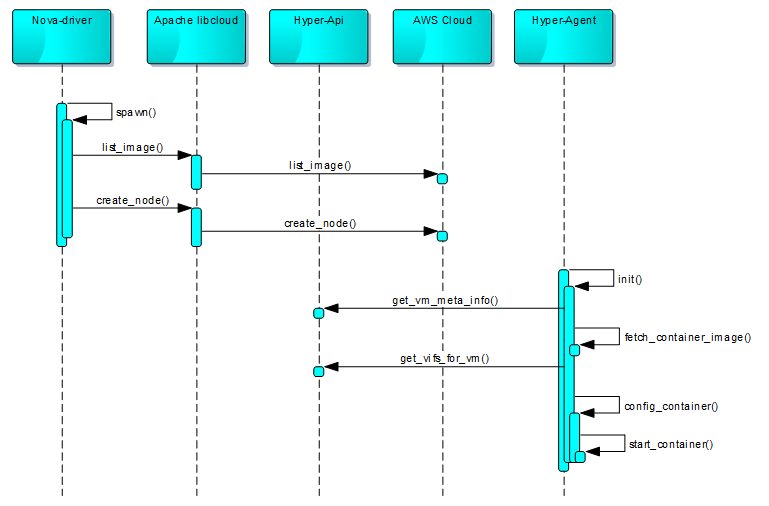 Nova-driver
Apache libcloud
Hyper-Api
AWS Cloud
Hyper-Agent
spawn()
list_image()
list_image()
create_node()
create_node()
init()
get_vm_meta_info()
fetch_container_image()
get_vifs_for_vm()
config_container()
start_container()